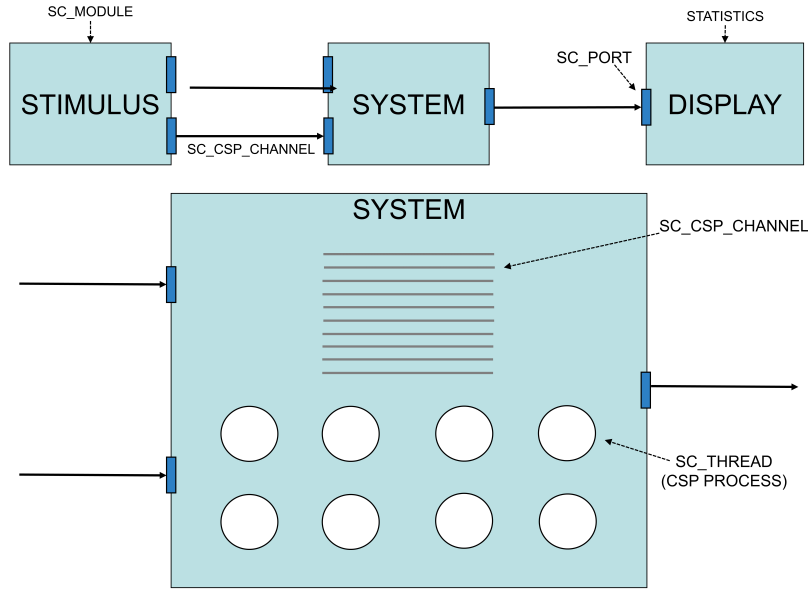 SC_MODULE
STATISTICS
SC_PORT
STIMULUS
SYSTEM
DISPLAY
SC_CSP_CHANNEL
SYSTEM
SC_CSP_CHANNEL
SC_THREAD
(CSP PROCESS)